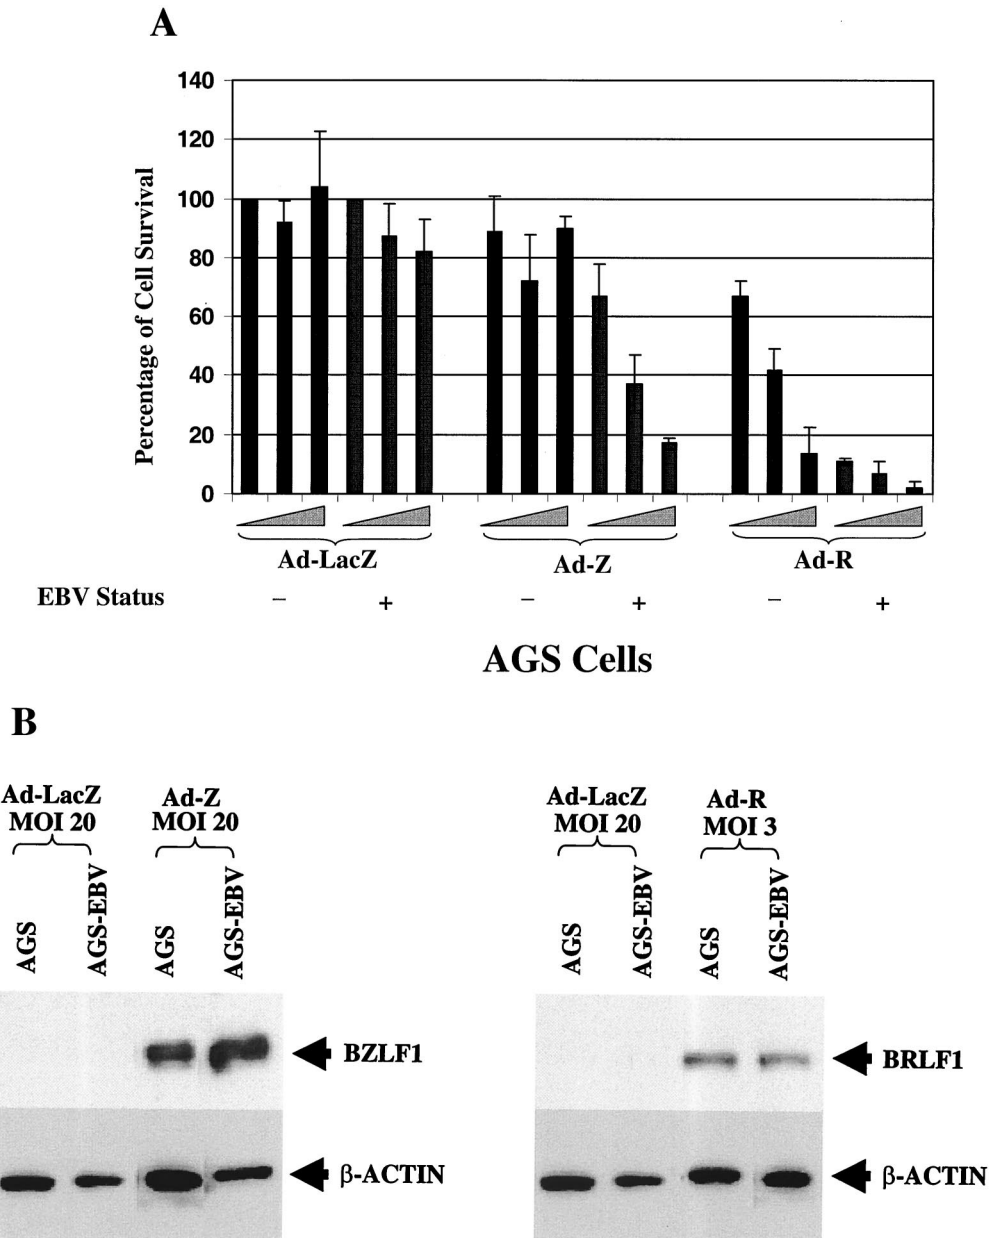 A
Percentage of Cell Survival
140
120
100
80
60
40
20
0
Ad-LacZ
Ad-Z
Ad-R
EBV Status
− + − + − +
AGS Cells
B
Ad-LacZ
MOI 20
Ad-Z
MOI 20
AGS
AGS-EBV
AGS
AGS-EBV
BZLF1
β-ACTIN
Ad-LacZ
MOI 20
Ad-R
MOI 3
AGS
AGS-EBV
AGS
AGS-EBV
BRLF1
β-ACTIN